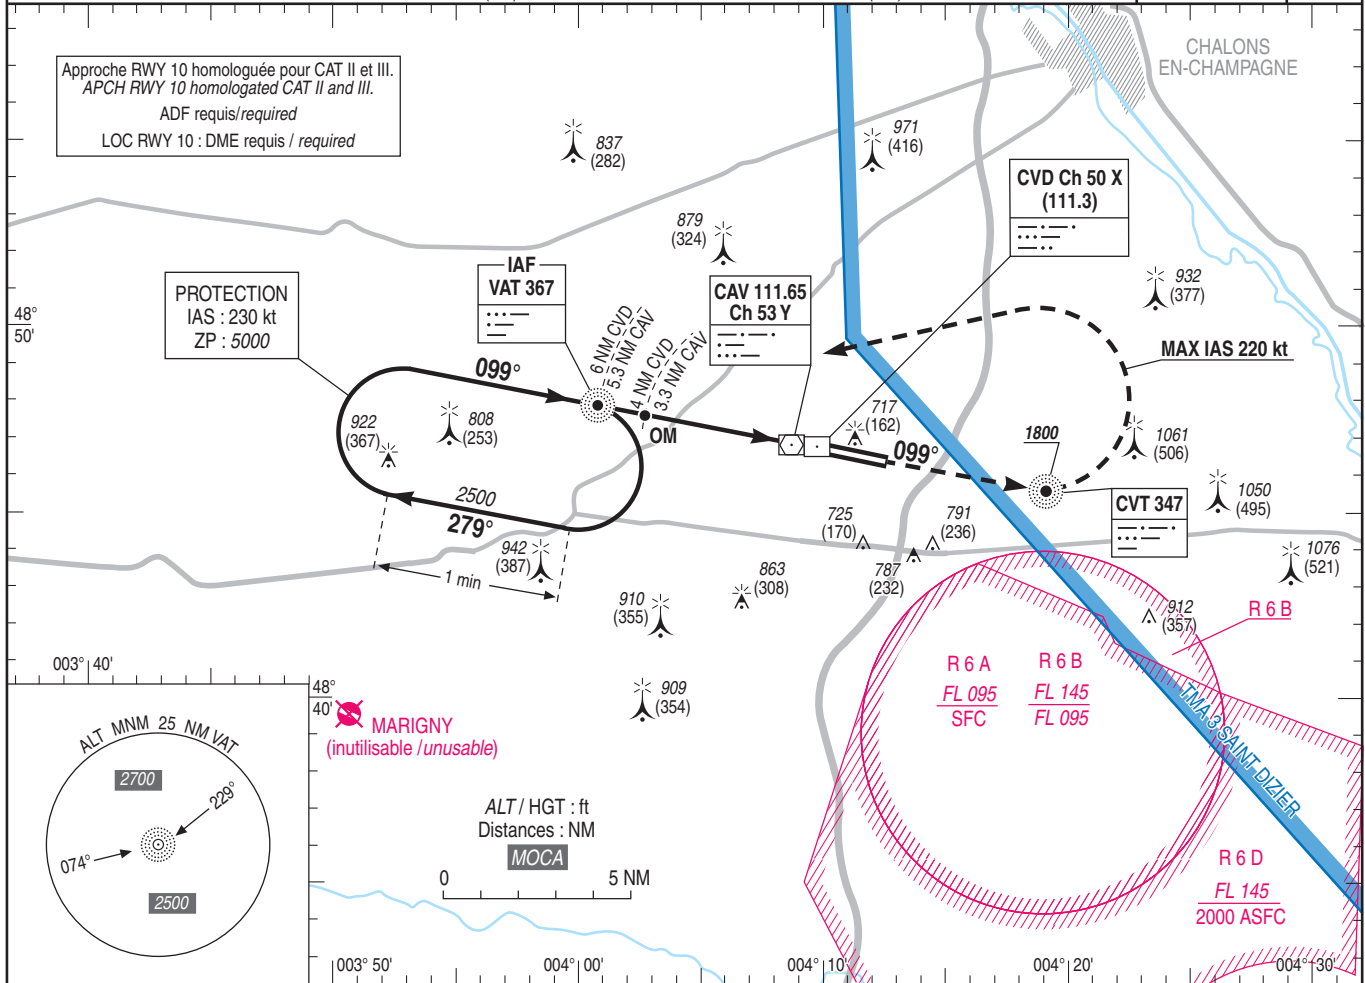 Approche RWY 10 homologuée pour CAT II et III.
APCH RWY 10 homologated CAT II and III.
ADF requis/required
LOC RWY 10 : DME requis / required
CHALONS
EN-CHAMPAGNE
837
(282)
971
(416)
CVD Ch 50 X
(111.3)
879
(324)
IAF
VAT 367
CAV 111.65
Ch 53 Y
932
(377)
PROTECTION
IAS : 230 kt
ZP : 5000
48°
50'
6 NM CVD
5.3 NM CAV
4 NM CVD
3.3 NM CAV
MAX IAS 220 kt
099°
922
(367)
808
(253)
OM
717
(162)
099°
1800
1061
(506)
2500
279°
CVT 347
1050
(495)
942
(387)
1 min
725
(170)
791
(236)
787
(232)
863
(308)
1076
(521)
910
(355)
912
(357)
R 6 B
003° 40'
R 6 A
FL 095
SFC
R 6 B
FL 145
FL 095
48°
40'
909
(354)
MARIGNY
(inutilisable /unusable)
TMA 3 SAINT DIZIER
ALT MNM 25 NM VAT
2700
229°
074°
2500
ALT / HGT : ft
Distances : NM
MOCA
0
5 NM
R 6 D
FL 145
2000 ASFC
003° 50'
004° 00'
004° 10'
004° 20'
004° 30'